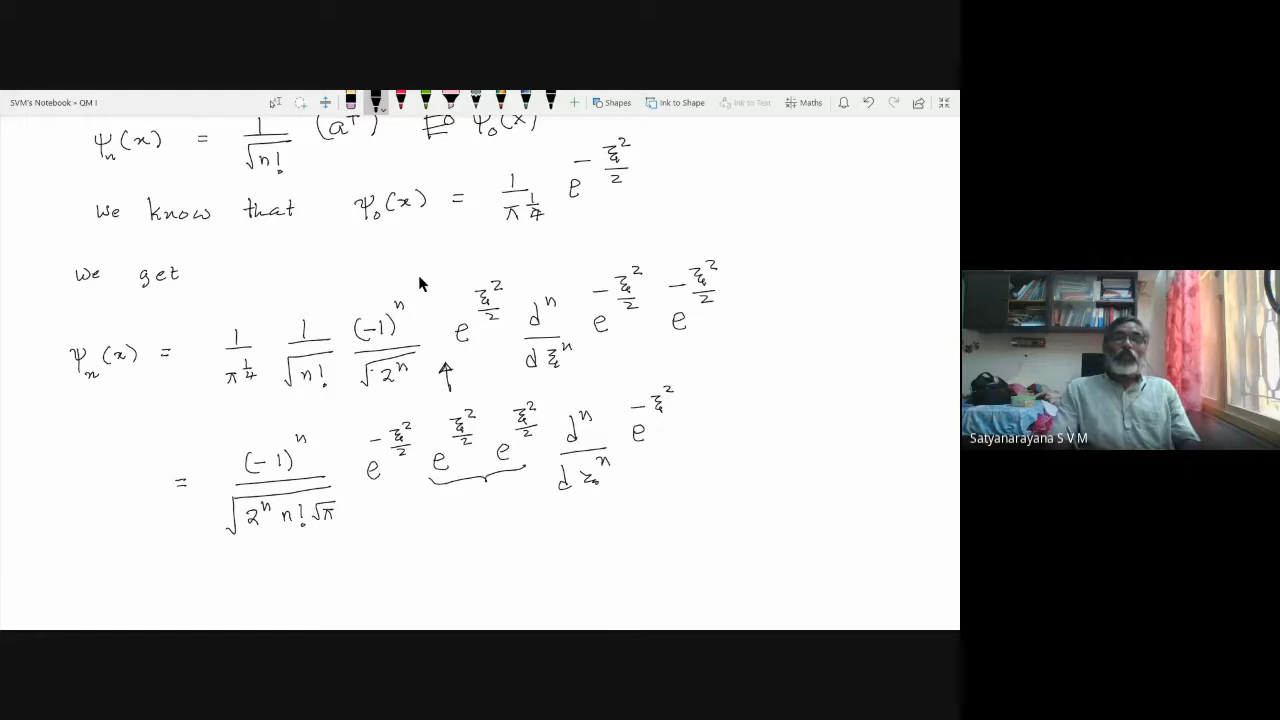 SVM's Notebook » QM I
Shapes Ink to Shape Ink to Text Maths
ψₙ(x) = 1/√n! (a†) ψ₀(x)
We know that ψ₀(x) = 1/π^(1/4) e^(-ξ²/2)
We get
ψₙ(x) = 1/π^(1/4) 1/√n! (-1)ⁿ/√2ⁿ e^(ξ²/2) dⁿ/dξⁿ e^(-ξ²/2) e^(-ξ²/2)
= (-1)ⁿ/√(2ⁿ n! √π) e^(-ξ²/2) e^(ξ²/2) e^(ξ²/2) dⁿ/dξⁿ e^(-ξ²)
Satyanarayana S V M